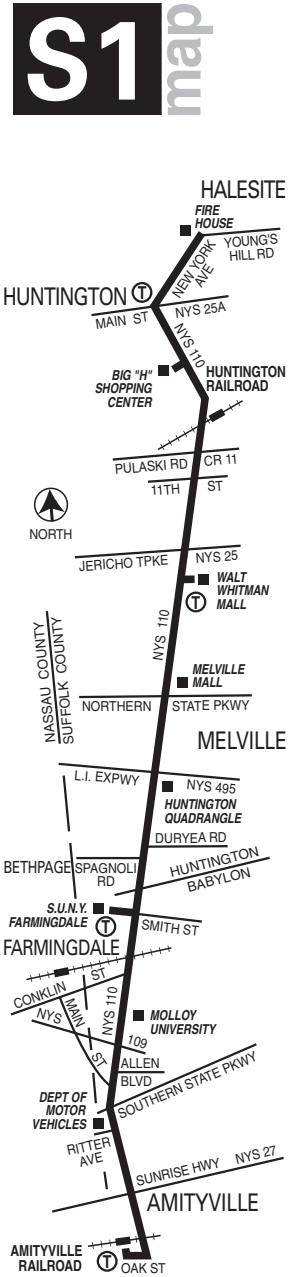 S1 map
HALESITE
FIRE
HOUSE
YOUNG'S
HILL RD
NEW YORK
AVE
HUNTINGTON T
MAIN ST NYS 25A
NYS 110
BIG "H"
SHOPPING
CENTER
HUNTINGTON
RAILROAD
PULASKI RD CR 11
11TH ST
NORTH
JERICHO TPKE NYS 25
WALT
WHITMAN
MALL
T
NYS 110
NASSAU COUNTY
SUFFOLK COUNTY
MELVILLE
MALL
NORTHERN STATE PKWY
MELVILLE
L.I. EXPWY NYS 495
HUNTINGTON
QUADRANGLE
DURYEA RD
BETHPAGE SPAGNOLI
RD
HUNTINGTON
BABYLON
S.U.N.Y.
FARMINGDALE T
SMITH ST
FARMINGDALE
CONKLIN ST
NYS 109
MAIN ST
NYS 110
MOLLOY
UNIVERSITY
ALLEN
BLVD
SOUTHERN STATE PKWY
DEPT OF
MOTOR
VEHICLES
RITTER
AVE
SUNRISE HWY NYS 27
AMITYVILLE
AMITYVILLE
RAILROAD T
OAK ST